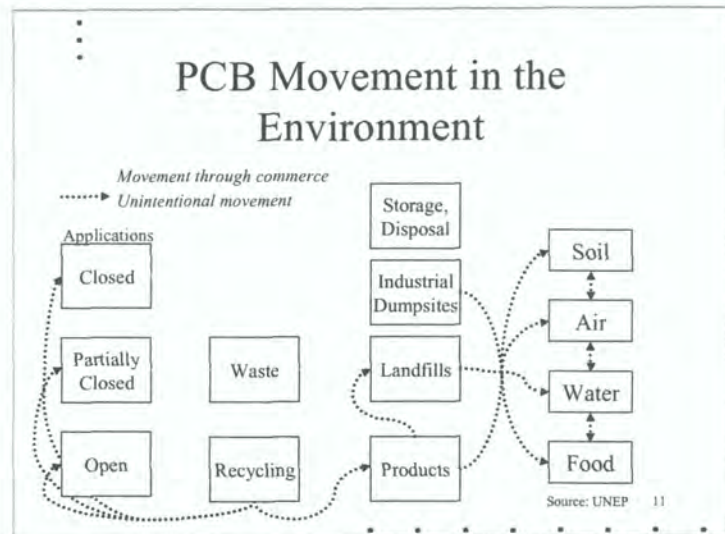 PCB Movement in the
Environment
Movement through commerce
Unintentional movement
Applications
Closed
Partially
Closed
Open
Waste
Recycling
Storage,
Disposal
Industrial
Dumpsites
Landfills
Products
Soil
Air
Water
Food
Source: UNEP 11